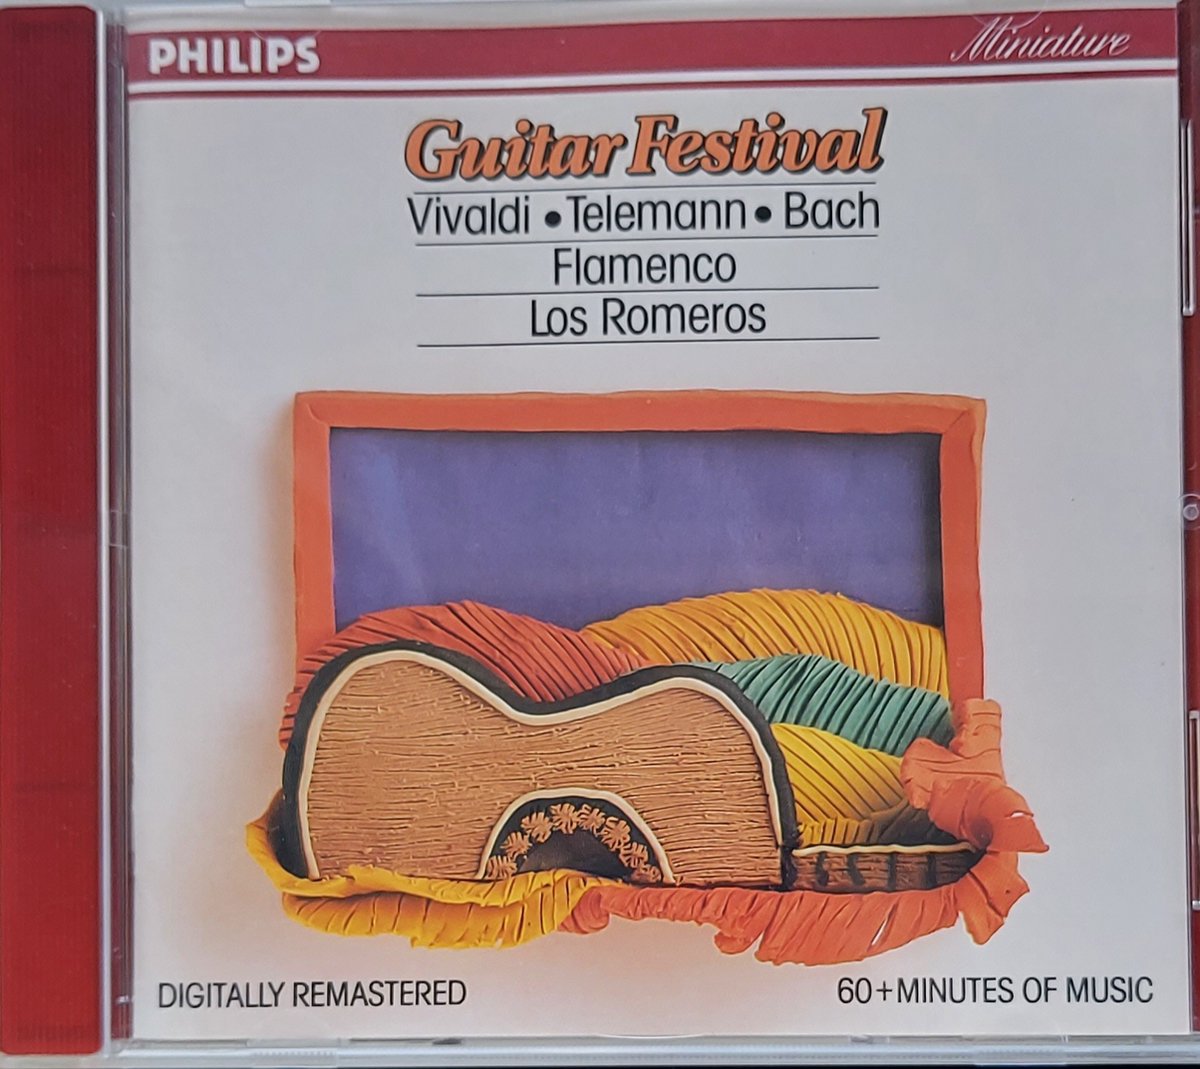 PHILIPS
Miniature
Guitar Festival
Vivaldi • Telemann • Bach
Flamenco
Los Romeros
DIGITALLY REMASTERED
60+MINUTES OF MUSIC